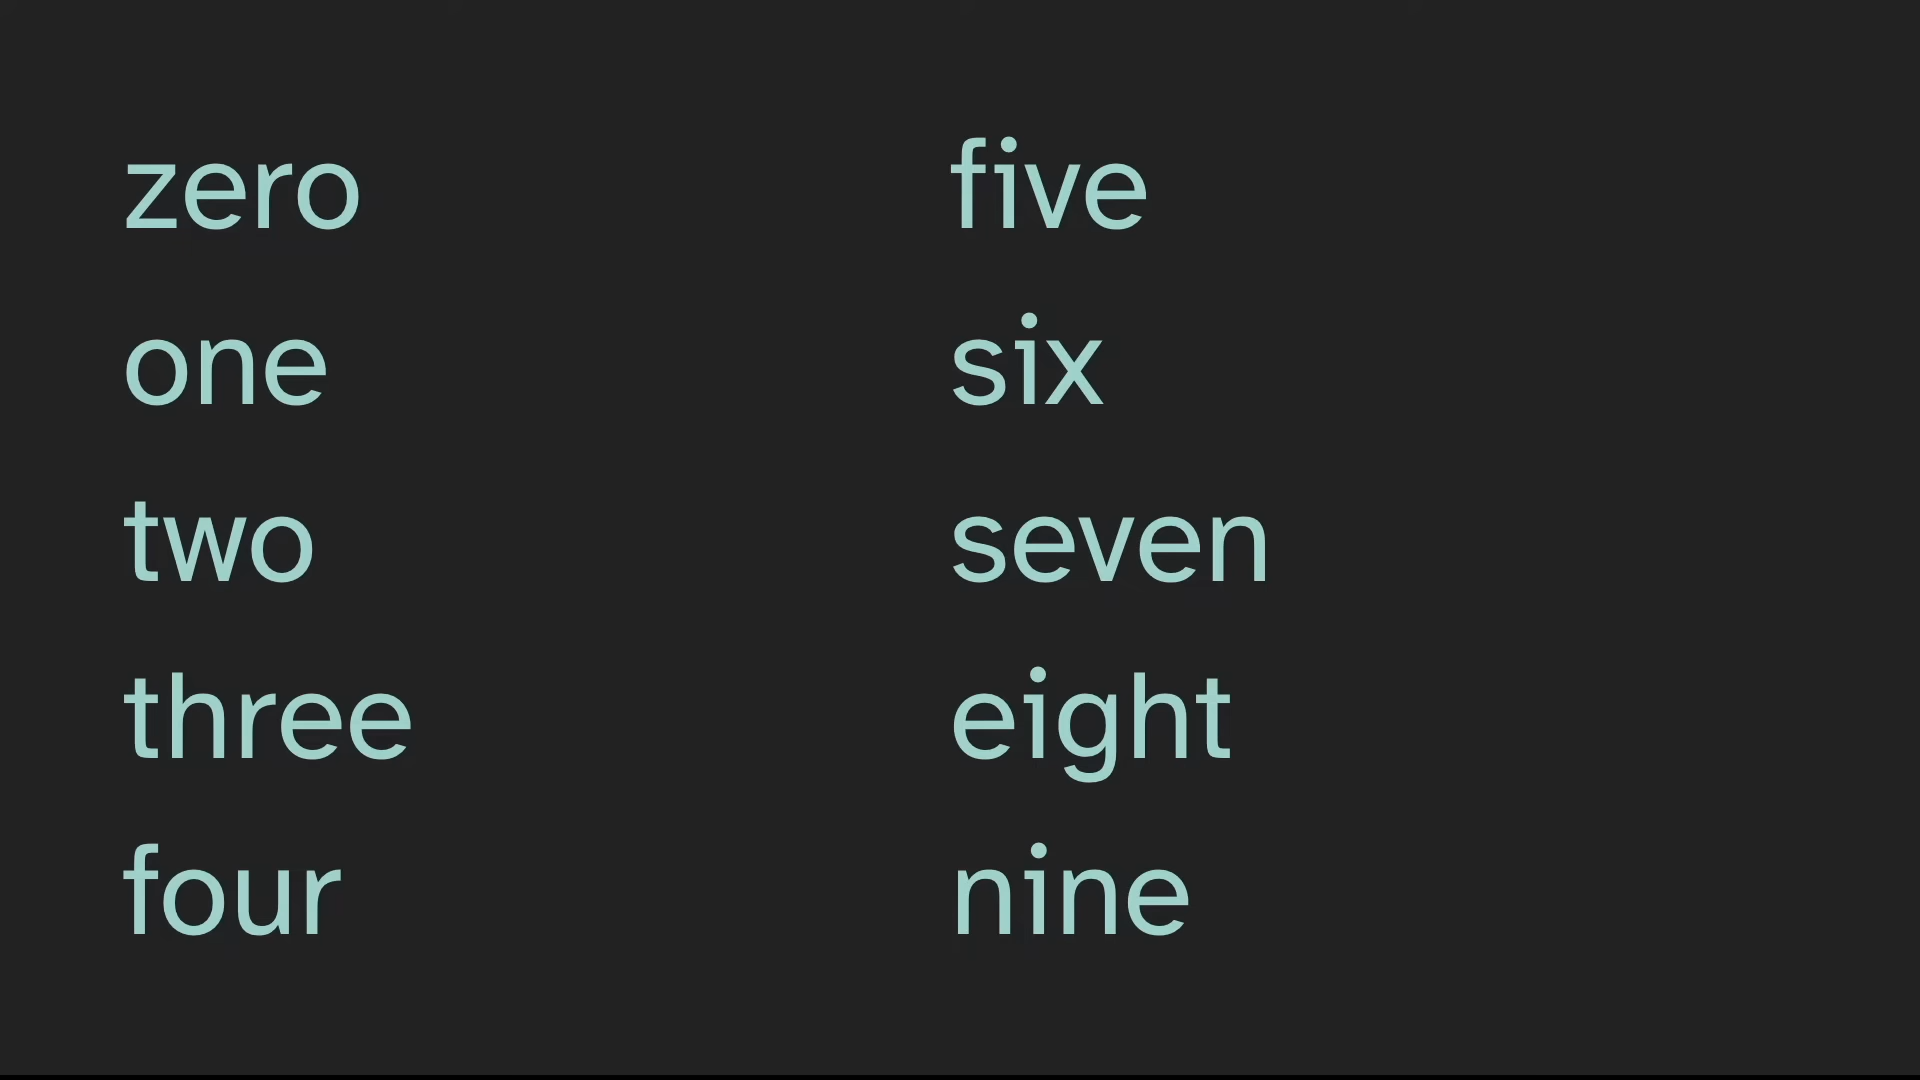 zero
one
two
three
four
five
six
seven
eight
nine